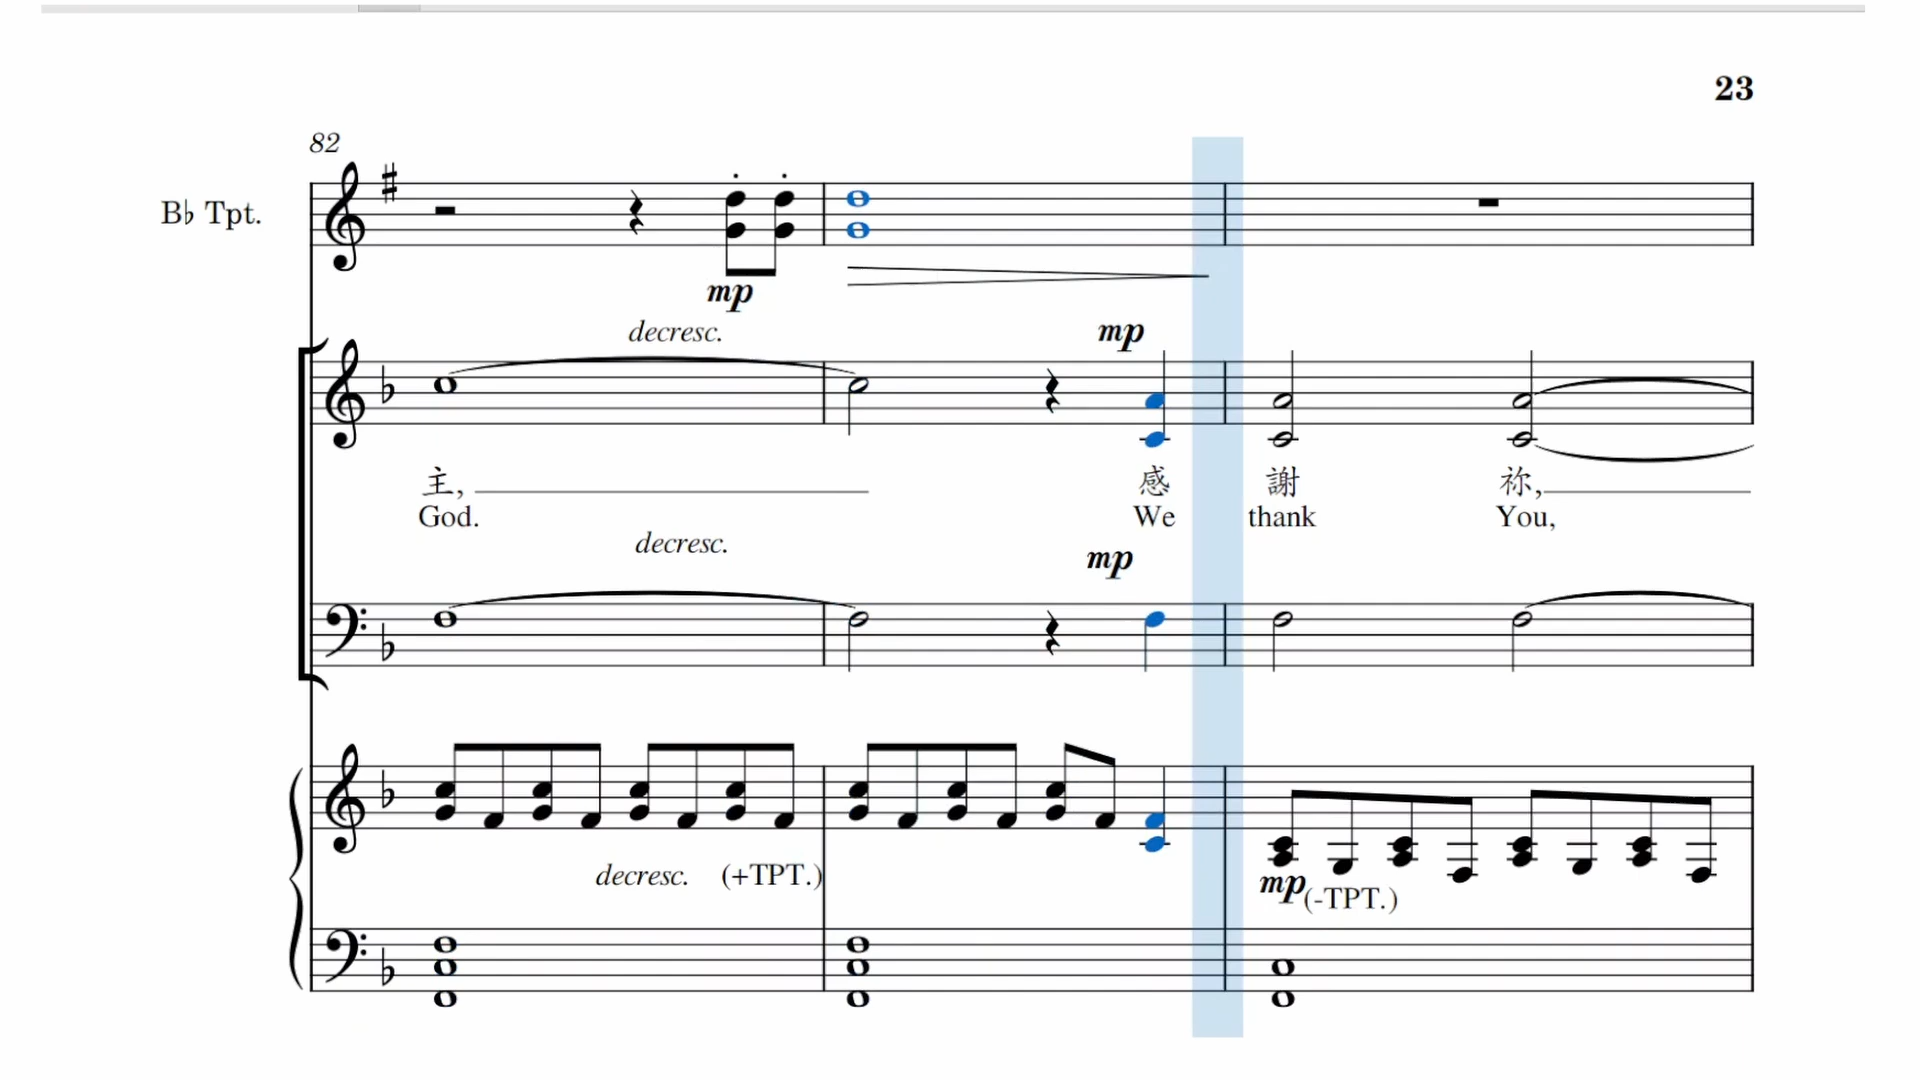 23
82
B♭ Tpt.
mp
decresc.
mp
主, 感 謝 祢,
God. We thank You,
decresc.
mp
decresc. (+TPT.)
mp (-TPT.)